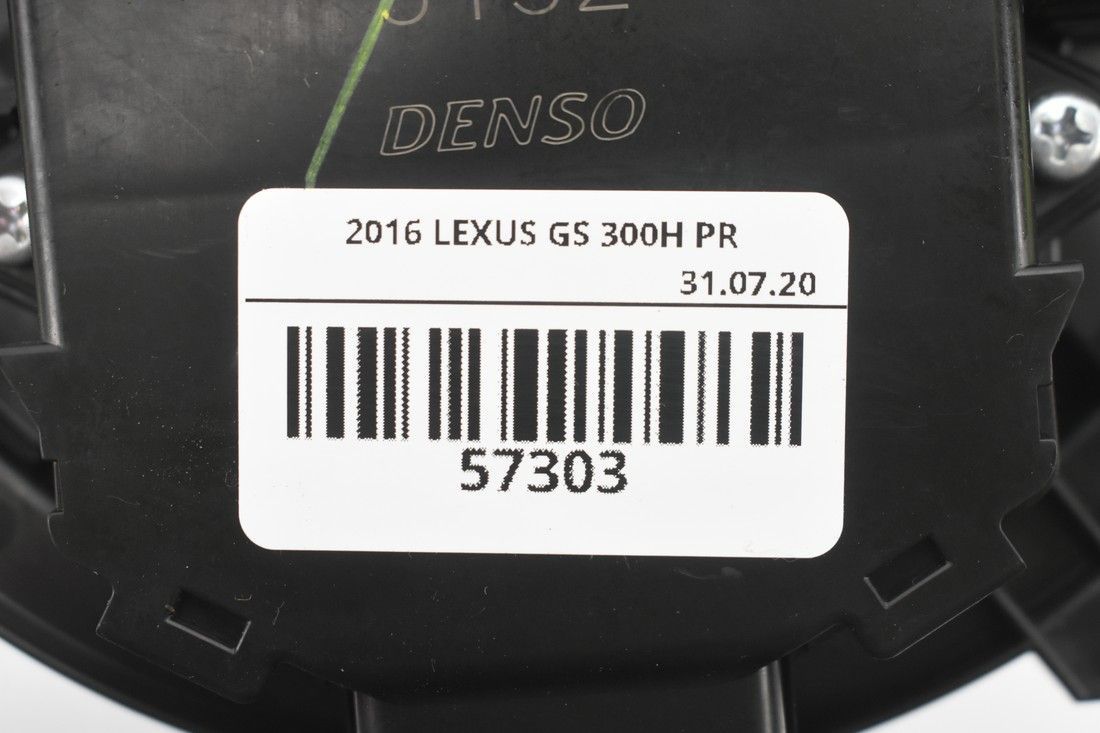 DENSO
2016 LEXUS GS 300H PR
31.07.20
57303